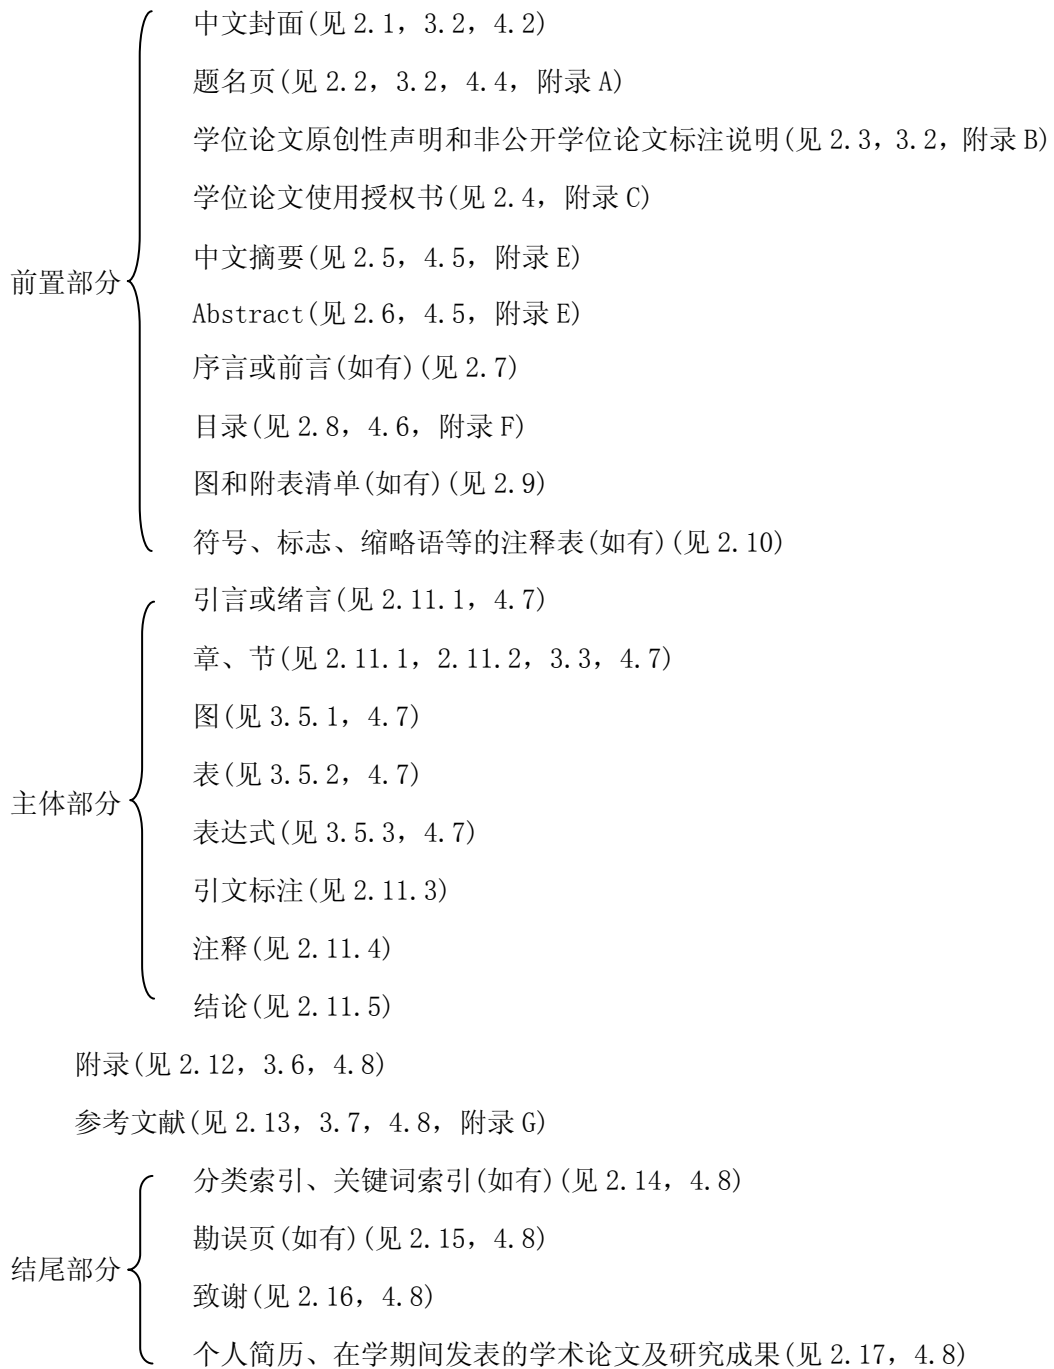 中文封面(见 2.1, 3.2, 4.2)
题名页(见 2.2, 3.2, 4.4, 附录 A)
学位论文原创性声明和非公开学位论文标注说明(见 2.3, 3.2, 附录 B)
学位论文使用授权书(见 2.4, 附录 C)
中文摘要(见 2.5, 4.5, 附录 E)
前置部分
Abstract(见 2.6, 4.5, 附录 E)
序言或前言(如有)(见 2.7)
目录(见 2.8, 4.6, 附录 F)
图和附表清单(如有)(见 2.9)
符号、标志、缩略语等的注释表(如有)(见 2.10)
引言或绪言(见 2.11.1, 4.7)
章、节(见 2.11.1, 2.11.2, 3.3, 4.7)
图(见 3.5.1, 4.7)
表(见 3.5.2, 4.7)
主体部分
表达式(见 3.5.3, 4.7)
引文标注(见 2.11.3)
注释(见 2.11.4)
结论(见 2.11.5)
附录(见 2.12, 3.6, 4.8)
参考文献(见 2.13, 3.7, 4.8, 附录 G)
分类索引、关键词索引(如有)(见 2.14, 4.8)
勘误页(如有)(见 2.15, 4.8)
结尾部分
致谢(见 2.16, 4.8)
个人简历、在学期间发表的学术论文及研究成果(见 2.17, 4.8)